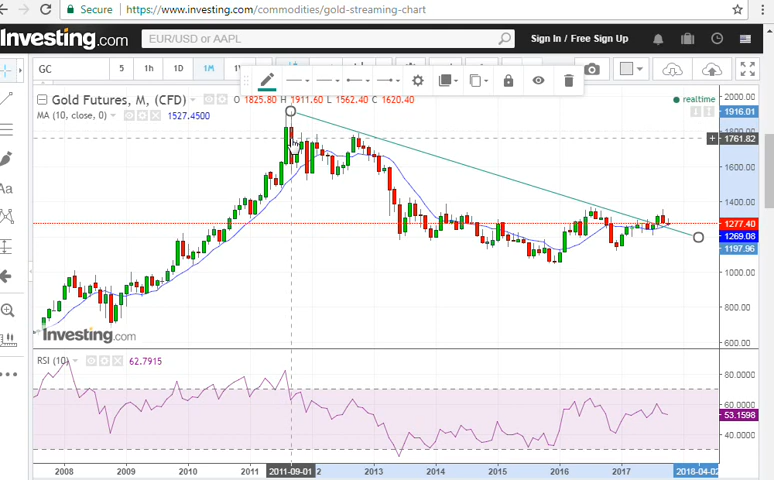 Secure https://www.investing.com/commodities/gold-streaming-chart
Investing.com EUR/USD or AAPL Sign In / Free Sign Up
GC 5 1h 1D 1M
Gold Futures, M, (CFD) O 1825.80 H 1911.60 L 1562.40 C 1620.40 realtime
MA (10, close, 0) 1527.4500
2000.00
1916.01
1800.00
1761.82
1600.00
1400.00
1277.40
1269.08
1197.96
1000.00
800.00
600.00
Investing.com
RSI (10) 62.7915
80.0000
60.0000
53.1598
40.0000
2008 2009 2010 2011 2011-09-01 2 2013 2014 2015 2016 2017 2018-04-02
Aa